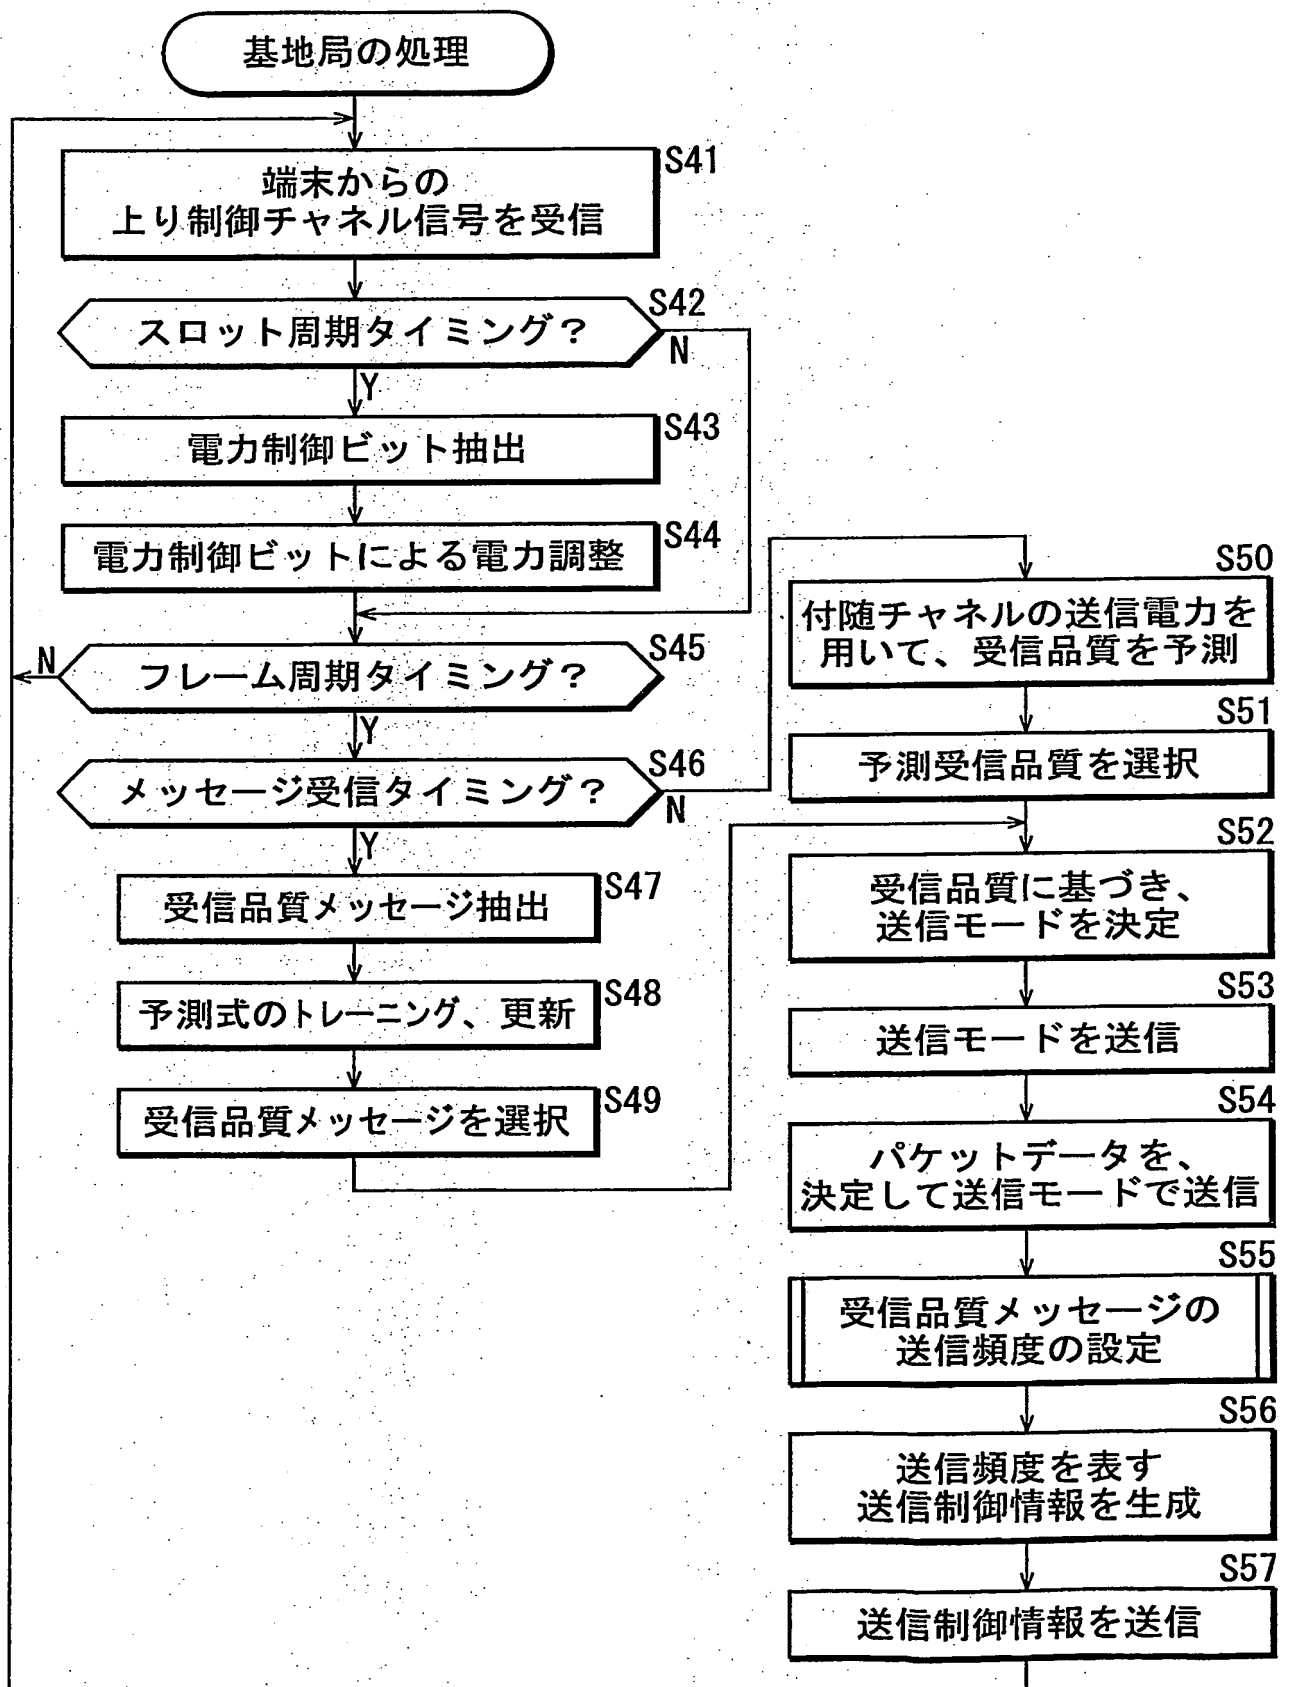 基地局の処理
S41
端末からの
上り制御チャネル信号を受信
S42
スロット周期タイミング?
N
Y
S43
電力制御ビット抽出
S44
電力制御ビットによる電力調整
S45
フレーム周期タイミング?
N
Y
S46
メッセージ受信タイミング?
N
Y
S47
受信品質メッセージ抽出
S48
予測式のトレーニング、更新
S49
受信品質メッセージを選択
S50
付随チャネルの送信電力を
用いて、受信品質を予測
S51
予測受信品質を選択
S52
受信品質に基づき、
送信モードを決定
S53
送信モードを送信
S54
パケットデータを、
決定して送信モードで送信
S55
受信品質メッセージの
送信頻度の設定
S56
送信頻度を表す
送信制御情報を生成
S57
送信制御情報を送信